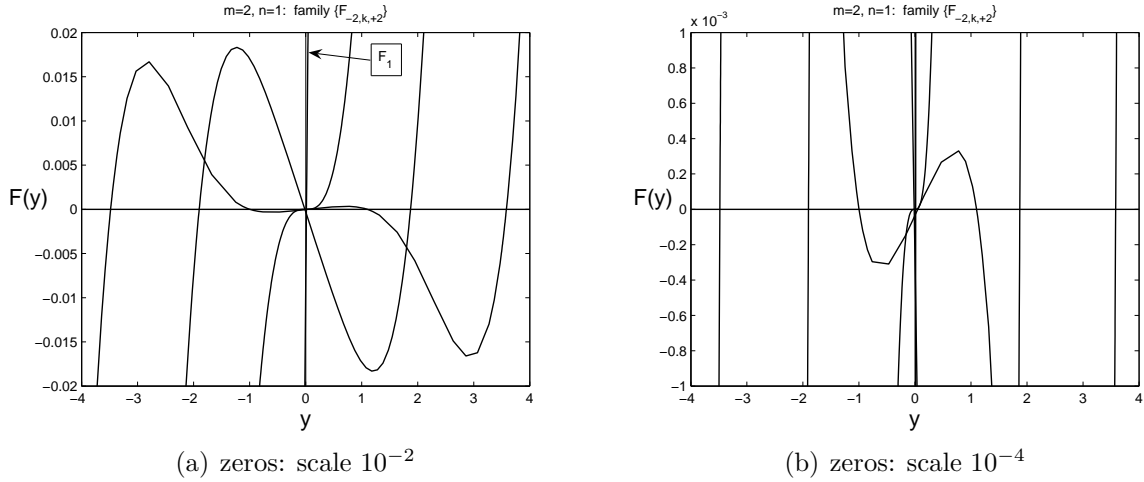 m=2, n=1: family {F_{-2,k,+2}}
0.02
0.015
0.01
0.005
0
−0.005
−0.01
−0.015
−0.02
F(y)
F_1
−4 −3 −2 −1 0 1 2 3 4
y
(a) zeros: scale 10^{−2}
m=2, n=1: family {F_{-2,k,+2}}
x 10^{−3}
1
0.8
0.6
0.4
0.2
0
−0.2
−0.4
−0.6
−0.8
−1
F(y)
−4 −3 −2 −1 0 1 2 3 4
y
(b) zeros: scale 10^{−4}